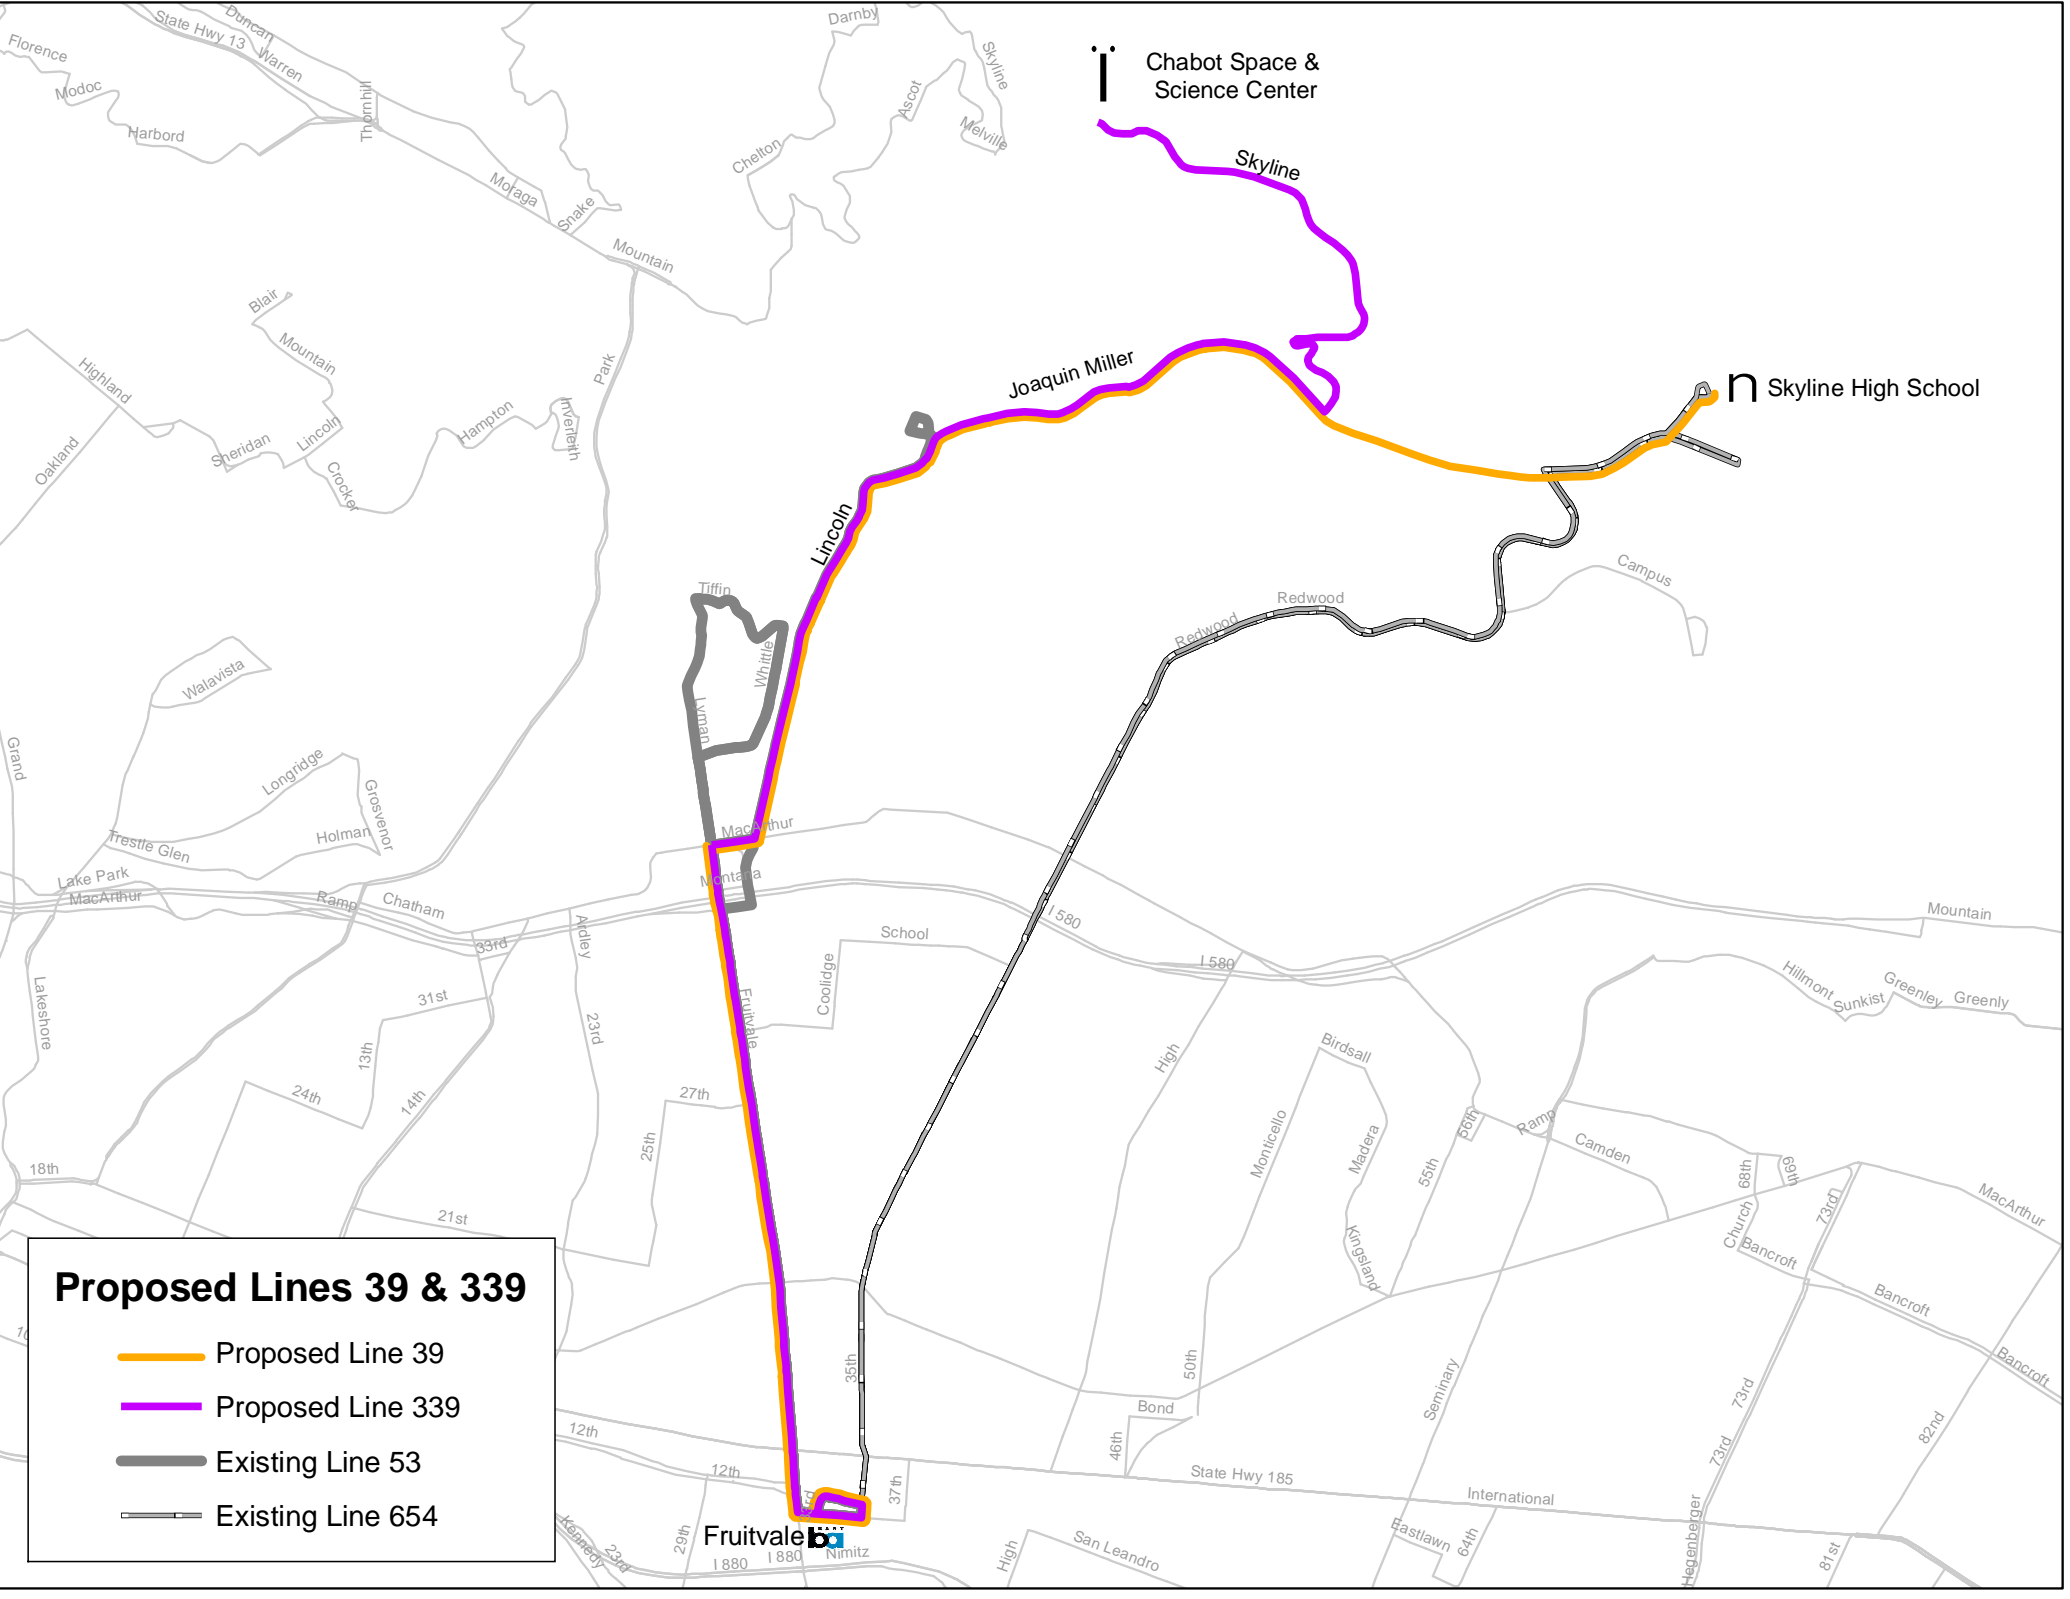 Florence
State Hwy 13
Duncan
Warren
Modoc
Harbord
Thornhill
Darnby
Skyline
Ascot
Melville
Chelton
Chabot Space &
Science Center
Skyline
Moraga
Snake
Mountain
Blair
Mountain
Highland
Park
Oakland
Sheridan
Lincoln
Crocker
Hampton
Inverleith
Joaquin Miller
Skyline High School
Lincoln
Tiffin
Whittle
Lyman
Campus
Redwood
Redwood
Walavista
Grand
Longridge
Grosvenor
Holman
Trestle Glen
MacArthur
Montana
Lake Park
MacArthur
Ramp
Chatham
33rd
Ardley
School
I 580
I 580
Mountain
Coolidge
Fruitvale
Lakeshore
31st
23rd
13th
24th
14th
27th
25th
18th
21st
High
Birdsall
Monticello
Madera
Kingsland
55th
56th
Ramp
Camden
Hillmont
Sunkist
Greenley
Greenly
68th
69th
73rd
Church
Bancroft
MacArthur
Bancroft
Bancroft
Proposed Lines 39 & 339
Proposed Line 39
Proposed Line 339
Existing Line 53
Existing Line 654
35th
50th
Bond
46th
Seminary
73rd
73rd
82nd
12th
12th
37th
State Hwy 185
International
Fruitvale
ba
Kennedy
23rd
29th
I 880
I 880
Nimitz
High
San Leandro
Eastlawn
64th
Hegenberger
81st